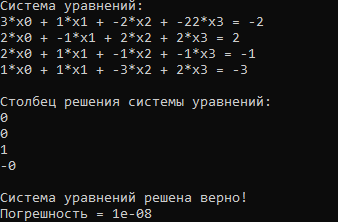 Система уравнений:
3*x0 + 1*x1 + -2*x2 + -22*x3 = -2
2*x0 + -1*x1 + 2*x2 + 2*x3 = 2
2*x0 + 1*x1 + -1*x2 + -1*x3 = -1
1*x0 + 1*x1 + -3*x2 + 2*x3 = -3
Столбец решения системы уравнений:
0
0
1
-0
Система уравнений решена верно!
Погрешность = 1e-08